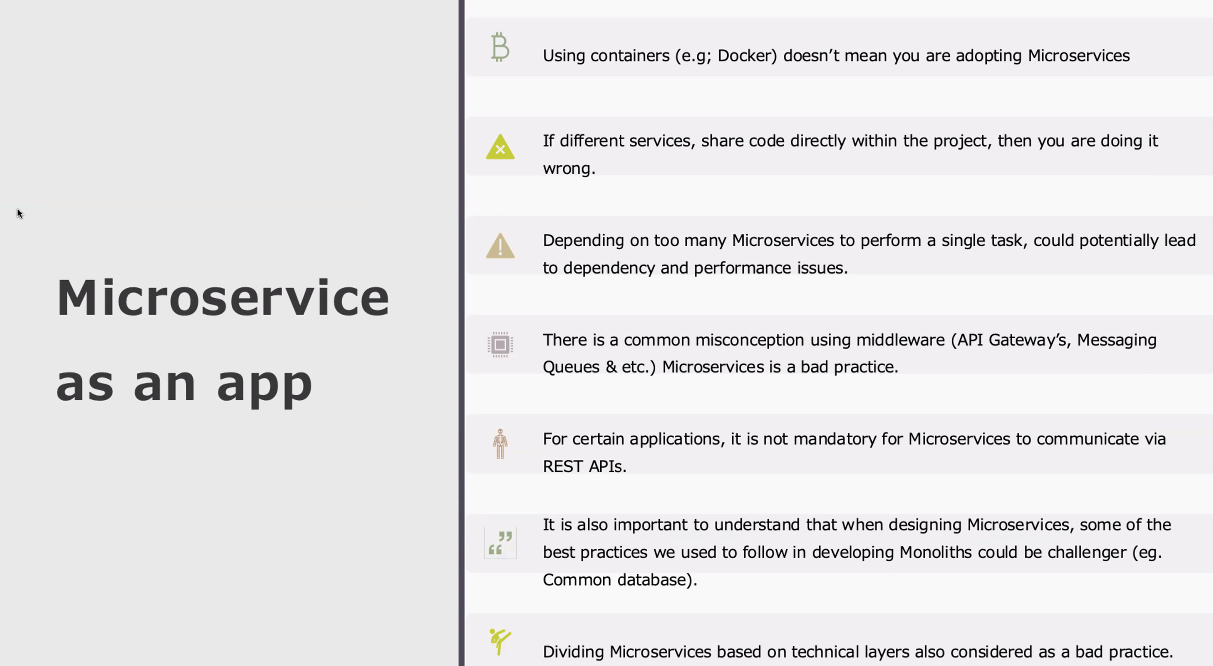 Microservice
as an app
Using containers (e.g; Docker) doesn’t mean you are adopting Microservices
If different services, share code directly within the project, then you are doing it
wrong.
Depending on too many Microservices to perform a single task, could potentially lead
to dependency and performance issues.
There is a common misconception using middleware (API Gateway’s, Messaging
Queues & etc.) Microservices is a bad practice.
For certain applications, it is not mandatory for Microservices to communicate via
REST APIs.
It is also important to understand that when designing Microservices, some of the
best practices we used to follow in developing Monoliths could be challenger (eg.
Common database).
Dividing Microservices based on technical layers also considered as a bad practice.